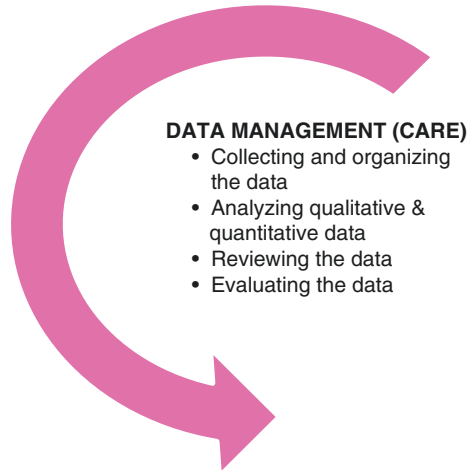 DATA MANAGEMENT (CARE)
• Collecting and organizing
the data
• Analyzing qualitative &
quantitative data
• Reviewing the data
• Evaluating the data